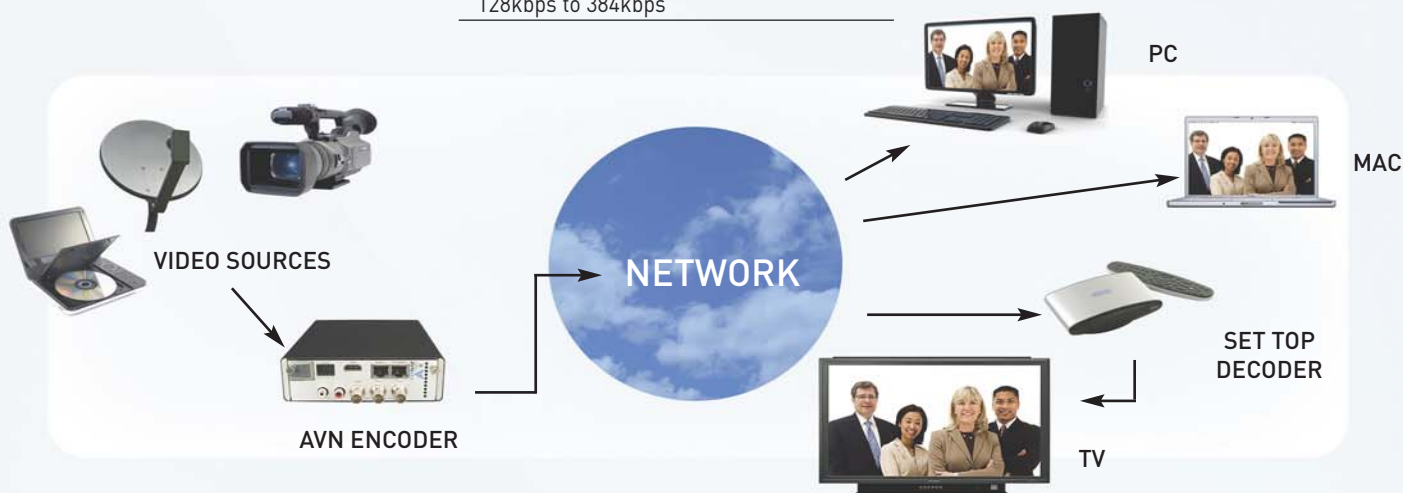 128kbps to 384kbps
PC
MAC
VIDEO SOURCES
NETWORK
SET TOP
DECODER
AVN ENCODER
TV